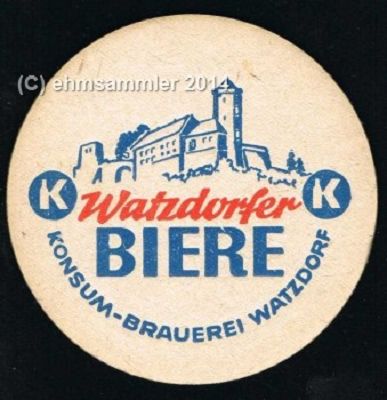 (C) ehmsammler 2014
K Watzdorfer K
BIERE
KONSUM-BRAUEREI WATZDORF